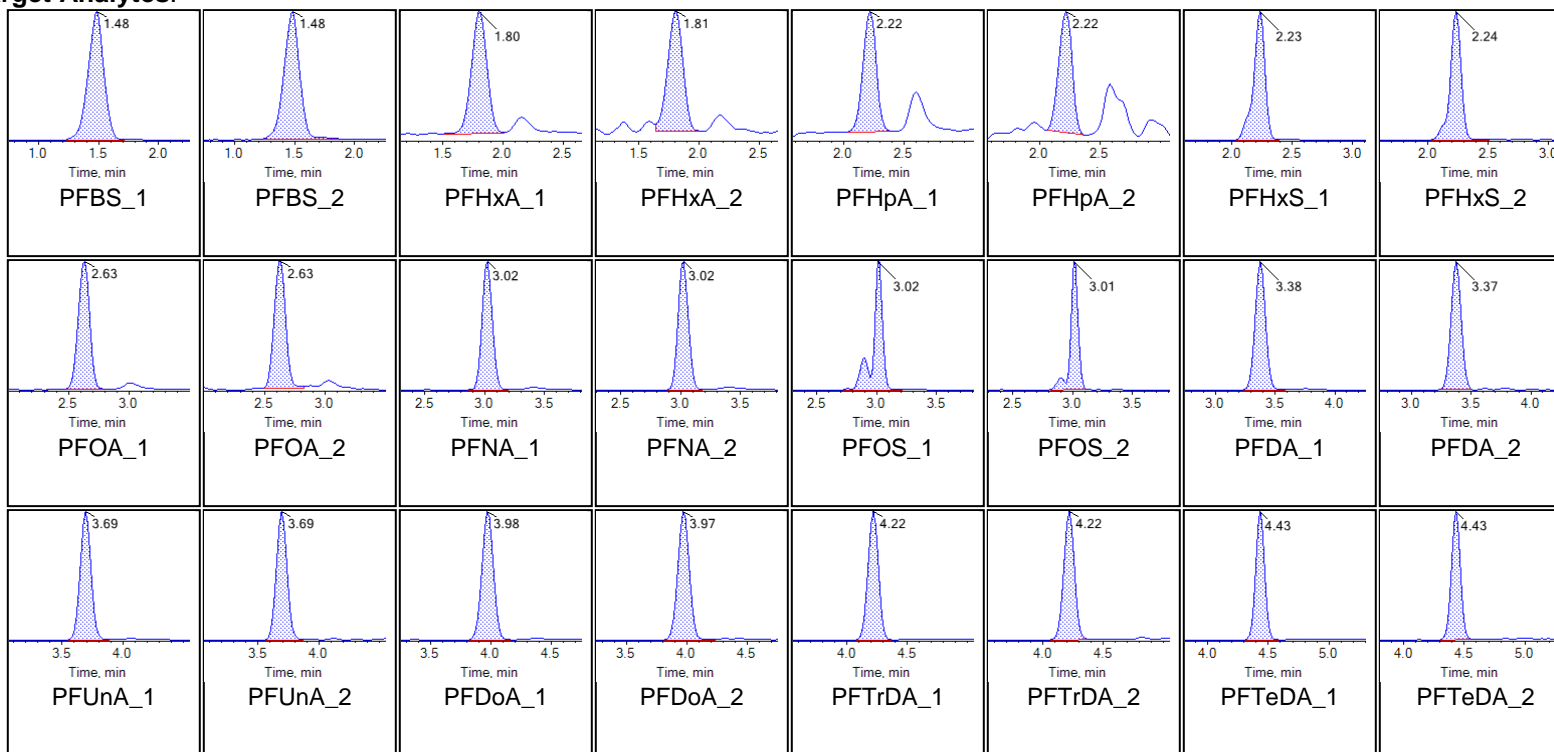 rget Analytes:
1.48 1.48 1.80 1.81 2.22 2.22 2.23 2.24
1.0 1.5 2.0 1.0 1.5 2.0 1.5 2.0 2.5 1.5 2.0 2.5 2.0 2.5 2.0 2.5 2.0 2.5 3.0 2.0 2.5 3.0
Time, min Time, min Time, min Time, min Time, min Time, min Time, min Time, min
PFBS_1 PFBS_2 PFHxA_1 PFHxA_2 PFHpA_1 PFHpA_2 PFHxS_1 PFHxS_2
2.63 2.63 3.02 3.02 3.02 3.01 3.38 3.37
2.5 3.0 2.5 3.0 2.5 3.0 3.5 2.5 3.0 3.5 2.5 3.0 3.5 2.5 3.0 3.5 3.0 3.5 4.0 3.0 3.5 4.0
Time, min Time, min Time, min Time, min Time, min Time, min Time, min Time, min
PFOA_1 PFOA_2 PFNA_1 PFNA_2 PFOS_1 PFOS_2 PFDA_1 PFDA_2
3.69 3.69 3.98 3.97 4.22 4.22 4.43 4.43
3.5 4.0 3.5 4.0 3.5 4.0 4.5 3.5 4.0 4.5 4.0 4.5 4.0 4.5 4.0 4.5 5.0 4.0 4.5 5.0
Time, min Time, min Time, min Time, min Time, min Time, min Time, min Time, min
PFUnA_1 PFUnA_2 PFDoA_1 PFDoA_2 PFTrDA_1 PFTrDA_2 PFTeDA_1 PFTeDA_2